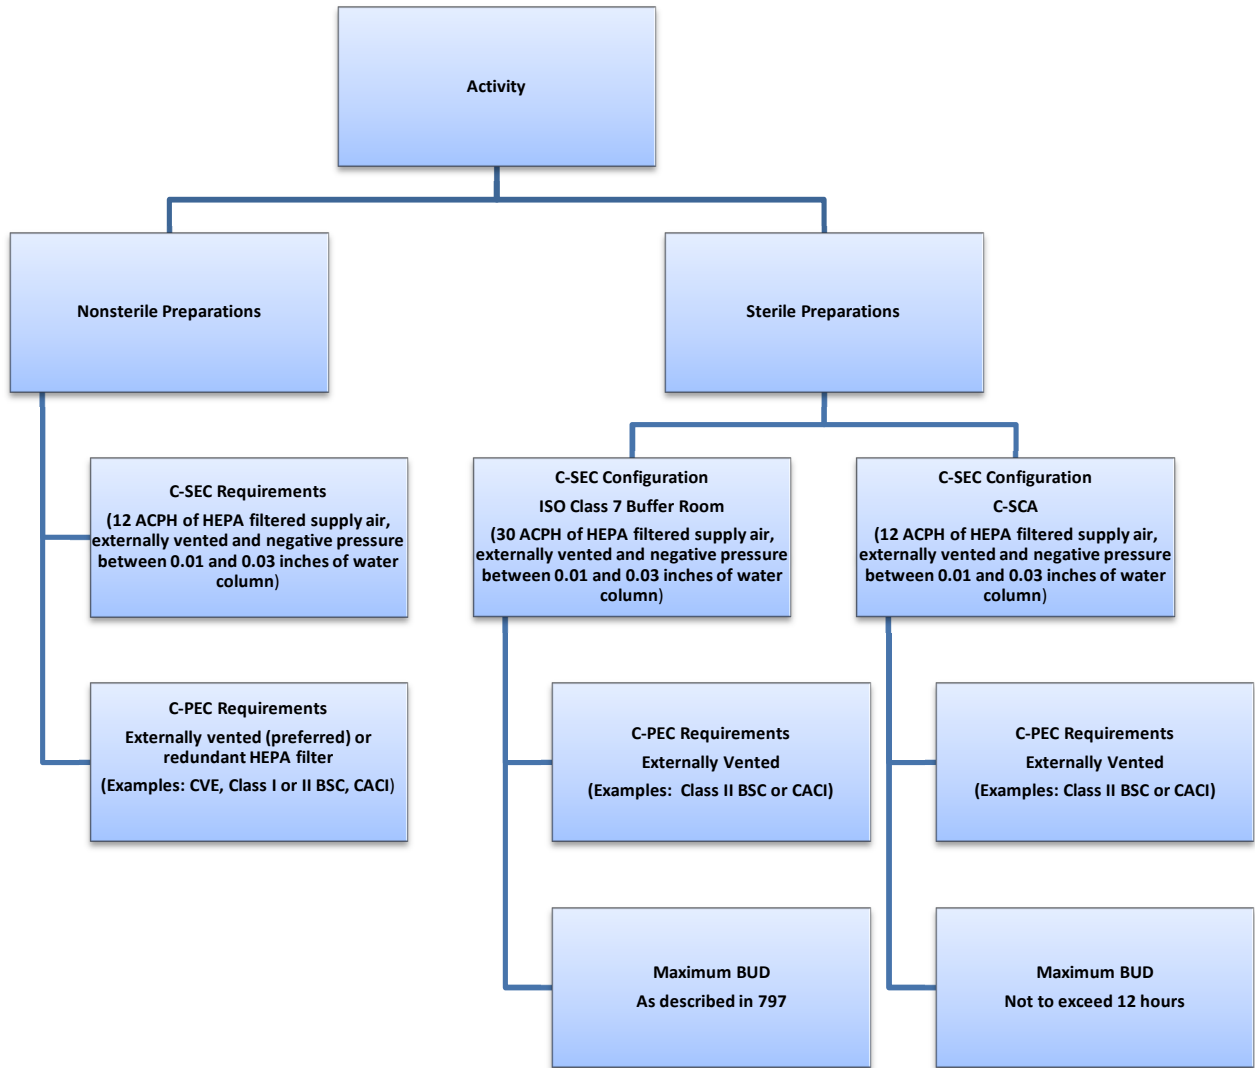 Activity
Nonsterile Preparations
Sterile Preparations
C-SEC Requirements
(12 ACPH of HEPA filtered supply air,
externally vented and negative pressure
between 0.01 and 0.03 inches of water
column)
C-PEC Requirements
Externally vented (preferred) or
redundant HEPA filter
(Examples: CVE, Class I or II BSC, CACI)
C-SEC Configuration
ISO Class 7 Buffer Room
(30 ACPH of HEPA filtered supply air,
externally vented and negative pressure
between 0.01 and 0.03 inches of water
column)
C-PEC Requirements
Externally Vented
(Examples: Class II BSC or CACI)
Maximum BUD
As described in 797
C-SEC Configuration
C-SCA
(12 ACPH of HEPA filtered supply air,
externally vented and negative pressure
between 0.01 and 0.03 inches of water
column)
C-PEC Requirements
Externally Vented
(Examples: Class II BSC or CACI)
Maximum BUD
Not to exceed 12 hours